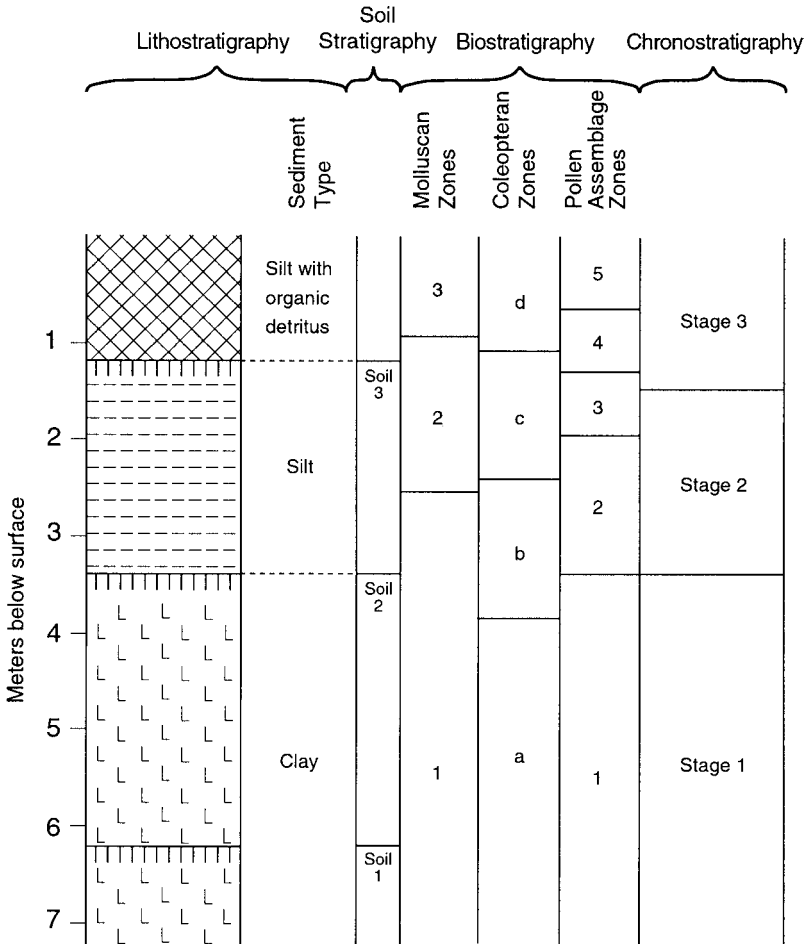 Soil
Lithostratigraphy Stratigraphy Biostratigraphy Chronostratigraphy
Sediment
Type
Molluscan
Zones
Coleopteran
Zones
Pollen
Assemblage
Zones
Meters below surface
1
2
3
4
5
6
7
Silt with
organic
detritus
Silt
Clay
Soil
3
Soil
2
Soil
1
3
2
1
d
c
b
a
5
4
3
2
1
Stage 3
Stage 2
Stage 1